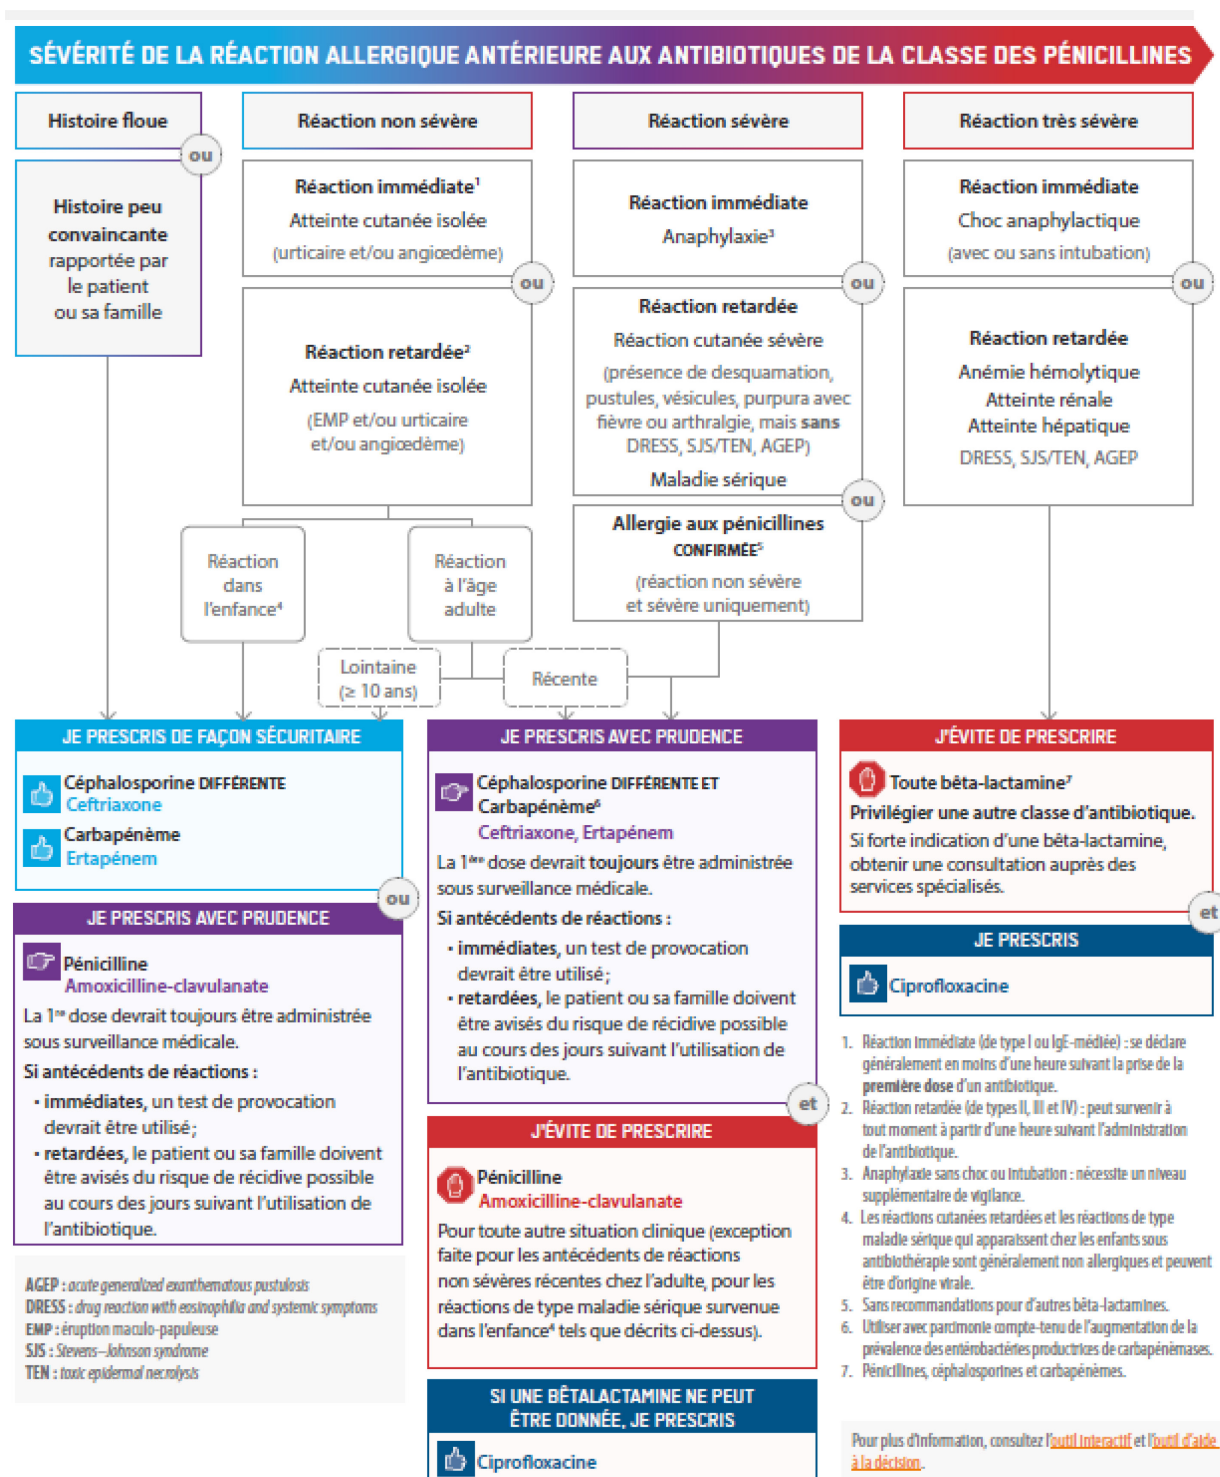 SÉVÉRITÉ DE LA RÉACTION ALLERGIQUE ANTÉRIEURE AUX ANTIBIOTIQUES DE LA CLASSE DES PÉNICILLINES
Histoire floue
ou
Histoire peu
convaincante
rapportée par
le patient
ou sa famille
Réaction non sévère
Réaction immédiate¹
Atteinte cutanée isolée
(urticaire et/ou angiœdème)
ou
Réaction retardée²
Atteinte cutanée isolée
(EMP et/ou urticaire
et/ou angiœdème)
Réaction sévère
Réaction immédiate
Anaphylaxie³
ou
Réaction retardée
Réaction cutanée sévère
(présence de desquamation,
pustules, vésicules, purpura avec
fièvre ou arthralgie, mais sans
DRESS, SJS/TEN, AGEP)
Maladie sérique
ou
Allergie aux pénicillines
CONFIRMÉE⁵
(réaction non sévère
et sévère uniquement)
Réaction très sévère
Réaction immédiate
Choc anaphylactique
(avec ou sans intubation)
ou
Réaction retardée
Anémie hémolytique
Atteinte rénale
Atteinte hépatique
DRESS, SJS/TEN, AGEP
Réaction
dans
l'enfance⁴
Réaction
à l'âge
adulte
Lointaine
(≥ 10 ans)
Récente
JE PRESCRIS DE FAÇON SÉCURITAIRE
Céphalosporine DIFFÉRENTE
Ceftriaxone
Carbapénème
Ertapénem
ou
JE PRESCRIS AVEC PRUDENCE
Pénicilline
Amoxicilline-clavulanate
La 1ʳᵉ dose devrait toujours être administrée
sous surveillance médicale.
Si antécédents de réactions :
• immédiates, un test de provocation
devrait être utilisé;
• retardées, le patient ou sa famille doivent
être avisés du risque de récidive possible
au cours des jours suivant l'utilisation de
l'antibiotique.
AGEP : acute generalized exanthematous pustulosis
DRESS : drug reaction with eosinophilia and systemic symptoms
EMP : éruption maculo-papuleuse
SJS : Stevens–Johnson syndrome
TEN : toxic epidermal necrolysis
JE PRESCRIS AVEC PRUDENCE
Céphalosporine DIFFÉRENTE ET
Carbapénème⁶
Ceftriaxone, Ertapénem
La 1ère dose devrait toujours être administrée
sous surveillance médicale.
Si antécédents de réactions :
• immédiates, un test de provocation
devrait être utilisé;
• retardées, le patient ou sa famille doivent
être avisés du risque de récidive possible
au cours des jours suivant l'utilisation de
l'antibiotique.
et
J'ÉVITE DE PRESCRIRE
Pénicilline
Amoxicilline-clavulanate
Pour toute autre situation clinique (exception
faite pour les antécédents de réactions
non sévères récentes chez l'adulte, pour les
réactions de type maladie sérique survenue
dans l'enfance⁴ tels que décrits ci-dessus).
SI UNE BÊTALACTAMINE NE PEUT
ÊTRE DONNÉE, JE PRESCRIS
Ciprofloxacine
J'ÉVITE DE PRESCRIRE
Toute bêta-lactamine⁷
Privilégier une autre classe d'antibiotique.
Si forte indication d'une bêta-lactamine,
obtenir une consultation auprès des
services spécialisés.
et
JE PRESCRIS
Ciprofloxacine
1. Réaction immédiate (de type I ou IgE-médiée) : se déclare
généralement en moins d'une heure suivant la prise de la
première dose d'un antibiotique.
2. Réaction retardée (de types II, III et IV) : peut survenir à
tout moment à partir d'une heure suivant l'administration
de l'antibiotique.
3. Anaphylaxie sans choc ou intubation : nécessite un niveau
supplémentaire de vigilance.
4. Les réactions cutanées retardées et les réactions de type
maladie sérique qui apparaissent chez les enfants sous
antibiothérapie sont généralement non allergiques et peuvent
être d'origine virale.
5. Sans recommandations pour d'autres bêta-lactamines.
6. Utiliser avec parcimonie compte-tenu de l'augmentation de la
prévalence des entérobactéries productrices de carbapénèmases.
7. Pénicillines, céphalosporines et carbapénèmes.
Pour plus d'information, consultez l'outil interactif et l'outil d'aide
à la décision.